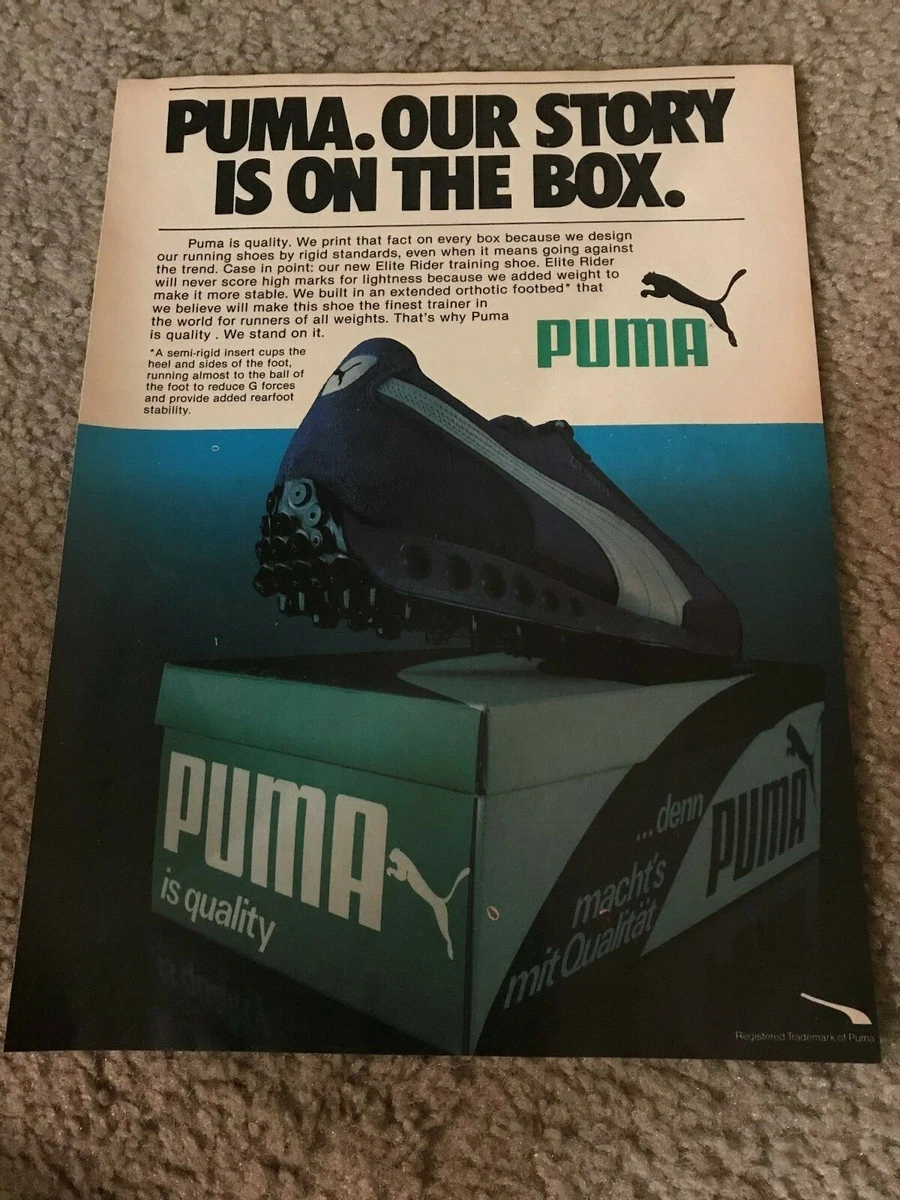 PUMA. OUR STORY
IS ON THE BOX.
Puma is quality. We print that fact on every box because we design
our running shoes by rigid standards, even when it means going against
the trend. Case in point: our new Elite Rider training shoe. Elite Rider
will never score high marks for lightness because we added weight to
make it more stable. We built in an extended orthotic footbed* that
we believe will make this shoe the finest trainer in
the world for runners of all weights. That's why Puma
is quality . We stand on it.
*A semi-rigid insert cups the
heel and sides of the foot,
running almost to the ball of
the foot to reduce G forces
and provide added rearfoot
stability.
PUMA®
PUMA
is quality
...denn
macht's
mit Qualität
PUMA
Registered Trademark of Puma